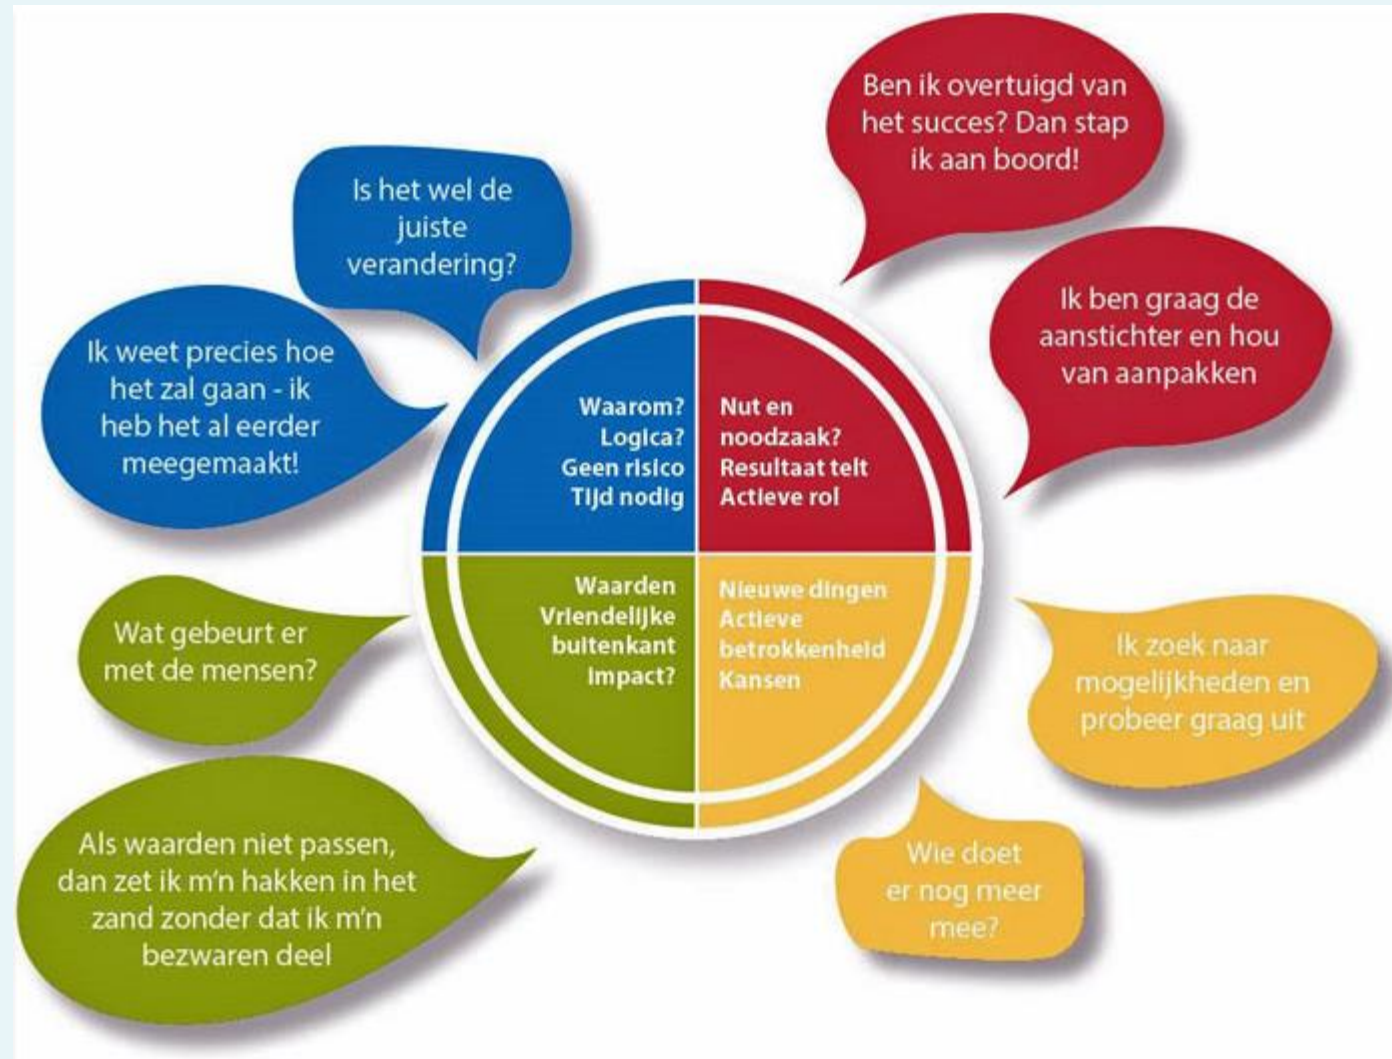 Ben ik overtuigd van
het succes? Dan stap
ik aan boord!
Is het wel de
juiste
verandering?
Ik ben graag de
aanstichter en hou
van aanpakken
Ik weet precies hoe
het zal gaan - ik
heb het al eerder
meegemaakt!
Waarom?
Logica?
Geen risico
Tijd nodig
Nut en
noodzaak?
Resultaat telt
Actieve rol
Waarden
Vriendelijke
buitenkant
Impact?
Nieuwe dingen
Actieve
betrokkenheid
Kansen
Wat gebeurt er
met de mensen?
Ik zoek naar
mogelijkheden en
probeer graag uit
Als waarden niet passen,
dan zet ik m'n hakken in het
zand zonder dat ik m'n
bezwaren deel
Wie doet
er nog meer
mee?